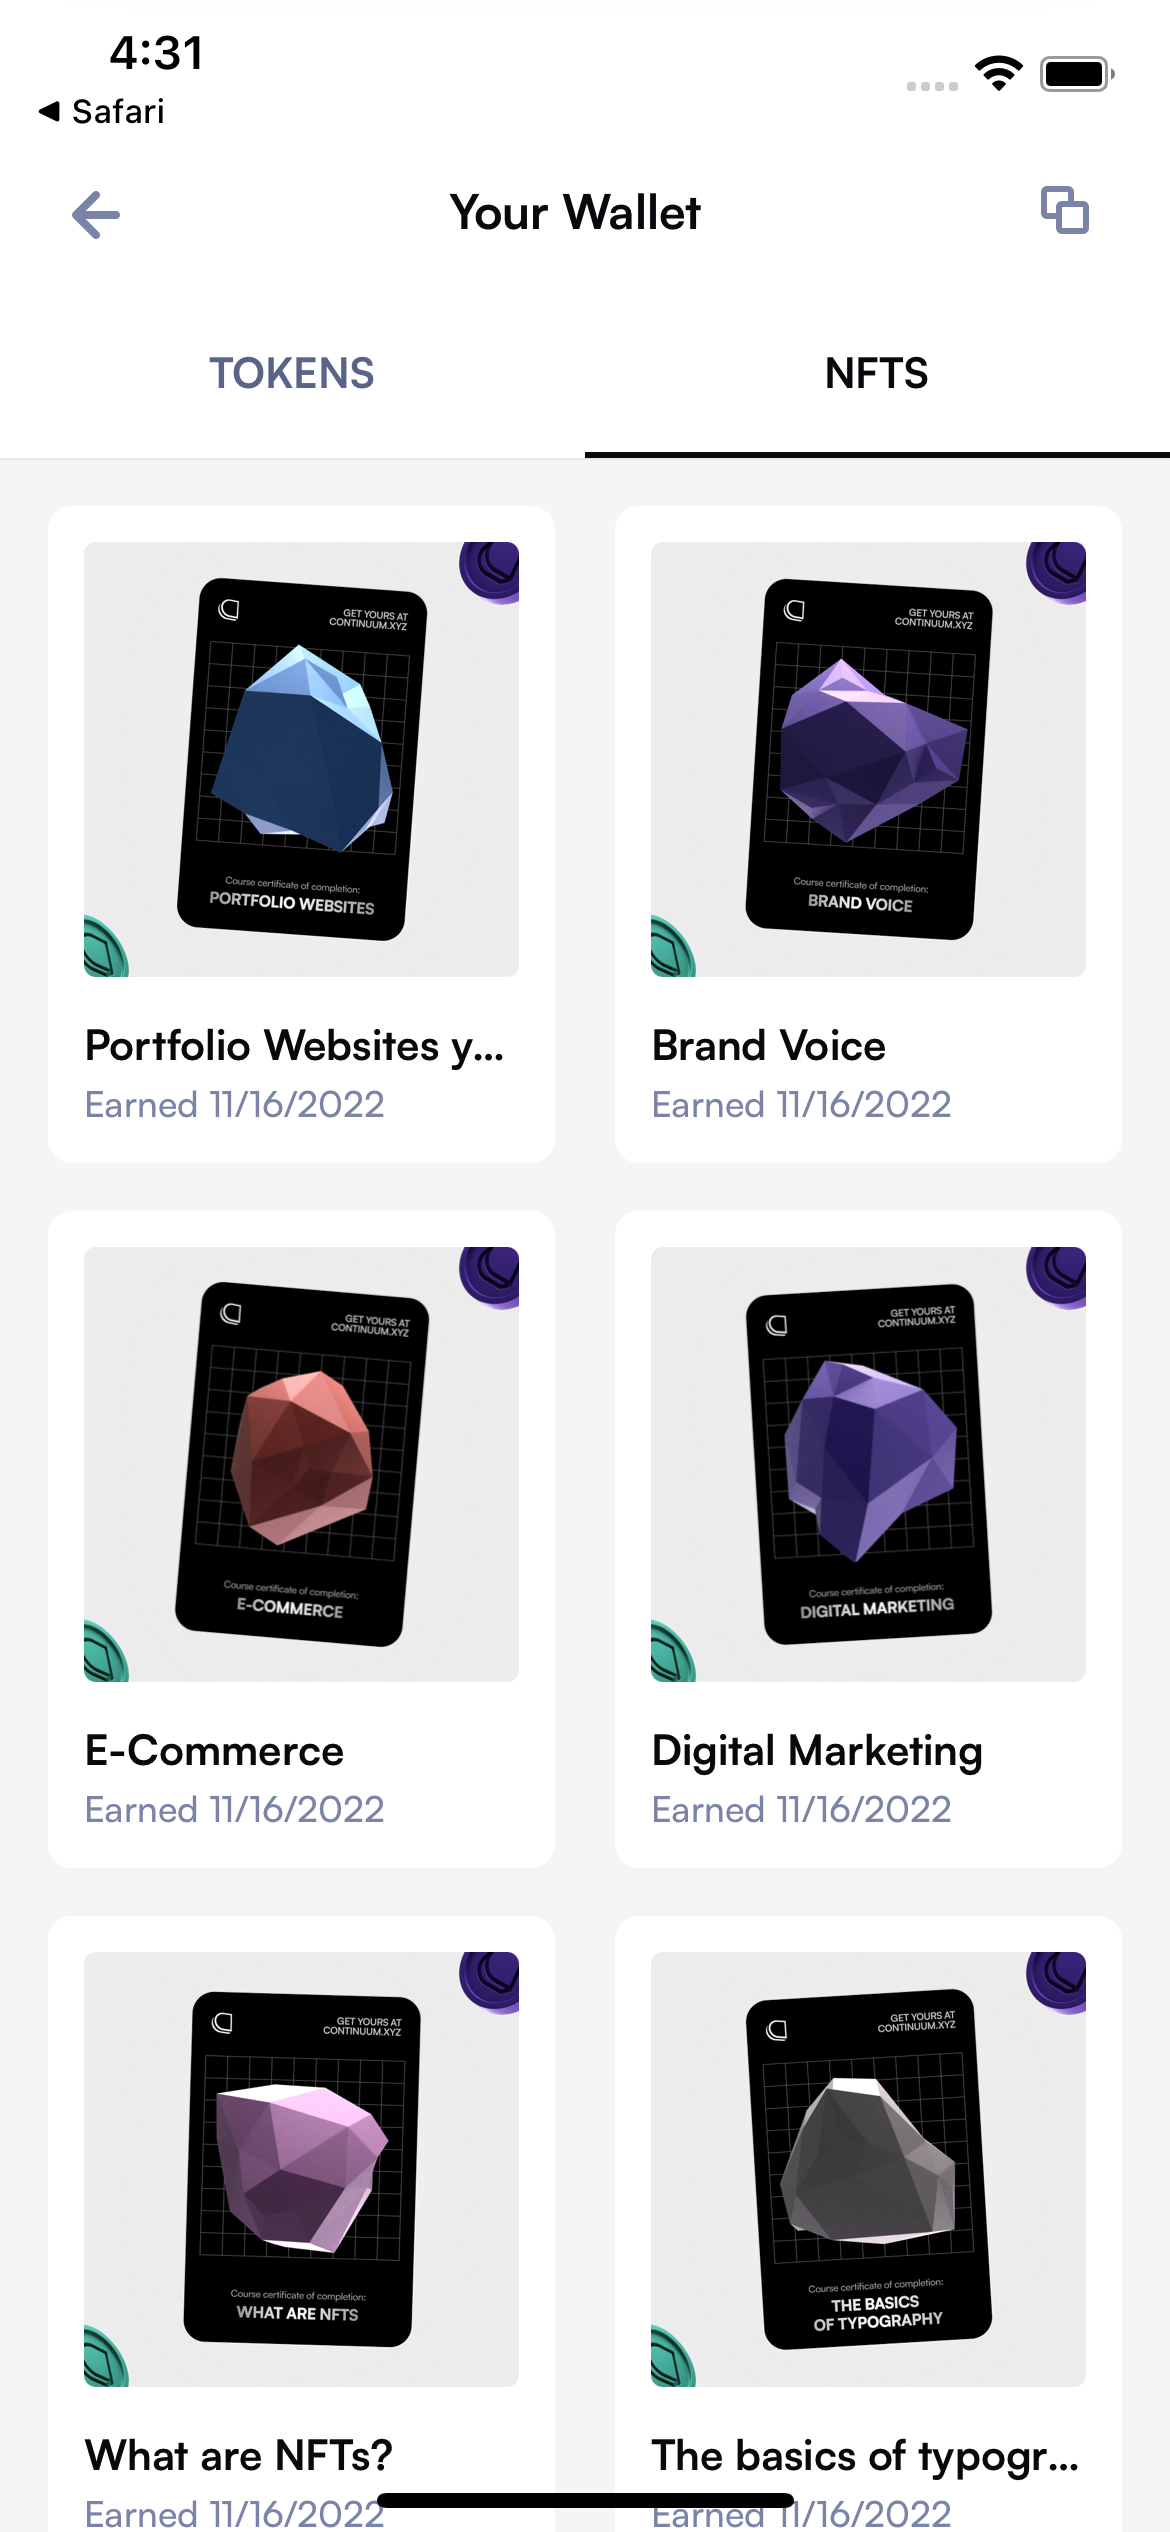 4:31
Safari
Your Wallet
TOKENS
NFTS
GET YOURS AT
CONTINUUM.XYZ
Course certificate of completion:
PORTFOLIO WEBSITES
Portfolio Websites y...
Earned 11/16/2022
GET YOURS AT
CONTINUUM.XYZ
Course certificate of completion:
BRAND VOICE
Brand Voice
Earned 11/16/2022
GET YOURS AT
CONTINUUM.XYZ
Course certificate of completion:
E-COMMERCE
E-Commerce
Earned 11/16/2022
GET YOURS AT
CONTINUUM.XYZ
Course certificate of completion:
DIGITAL MARKETING
Digital Marketing
Earned 11/16/2022
GET YOURS AT
CONTINUUM.XYZ
Course certificate of completion:
WHAT ARE NFTS
What are NFTs?
Earned 11/16/2022
GET YOURS AT
CONTINUUM.XYZ
Course certificate of completion:
THE BASICS
OF TYPOGRAPHY
The basics of typogr...
Earned 11/16/2022